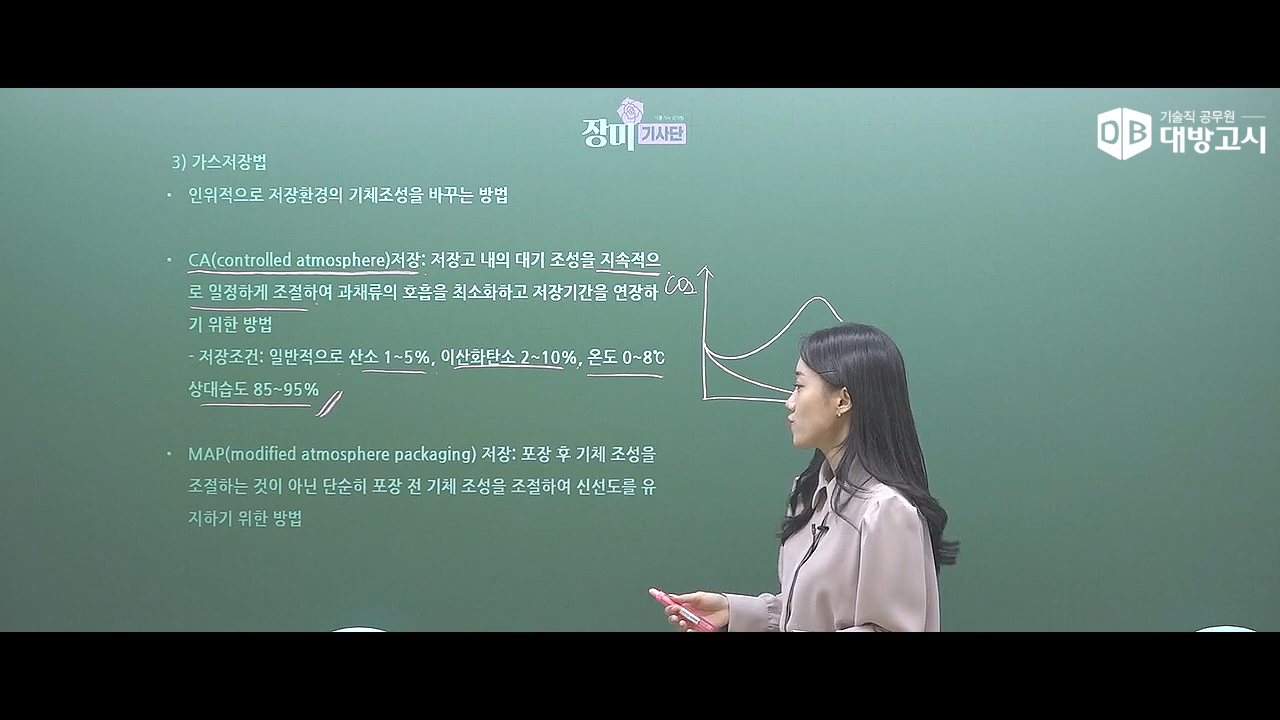 장미 기사단
DB 기술직 공무원
대방고시
3) 가스저장법
• 인위적으로 저장환경의 기체조성을 바꾸는 방법
• CA(controlled atmosphere)저장: 저장고 내의 대기 조성을 지속적으
로 일정하게 조절하여 과채류의 호흡을 최소화하고 저장기간을 연장하
기 위한 방법
- 저장조건: 일반적으로 산소 1~5%, 이산화탄소 2~10%, 온도 0~8℃
상대습도 85~95%
• MAP(modified atmosphere packaging) 저장: 포장 후 기체 조성을
조절하는 것이 아닌 단순히 포장 전 기체 조성을 조절하여 신선도를 유
지하기 위한 방법